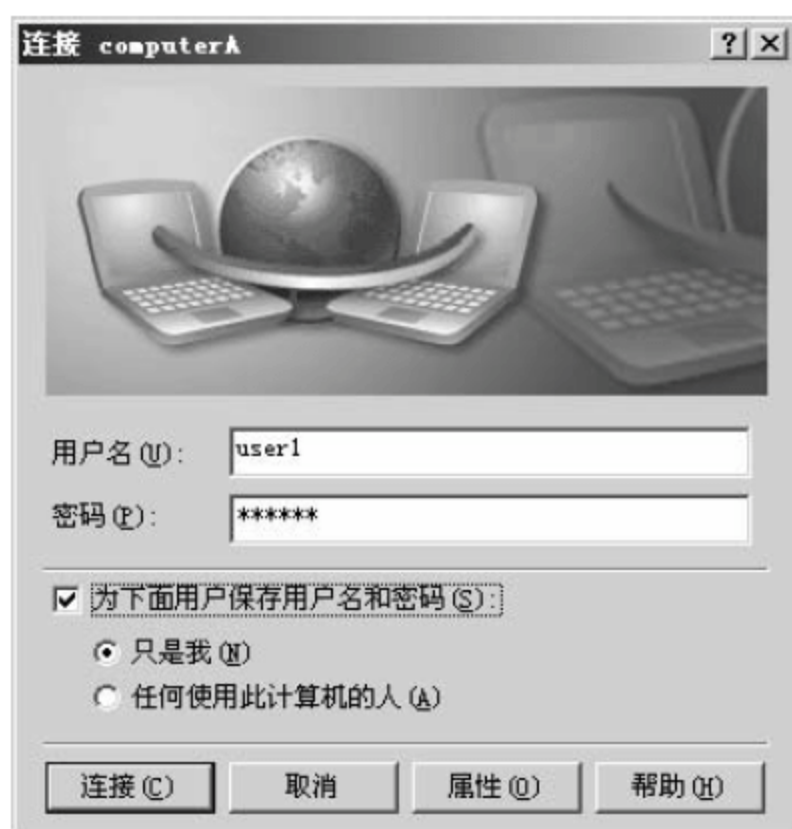 连接 computerA
用户名(U): user1
密码(P): ******
为下面用户保存用户名和密码(S):
只是我(N)
任何使用此计算机的人(A)
连接(C) 取消 属性(O) 帮助(H)